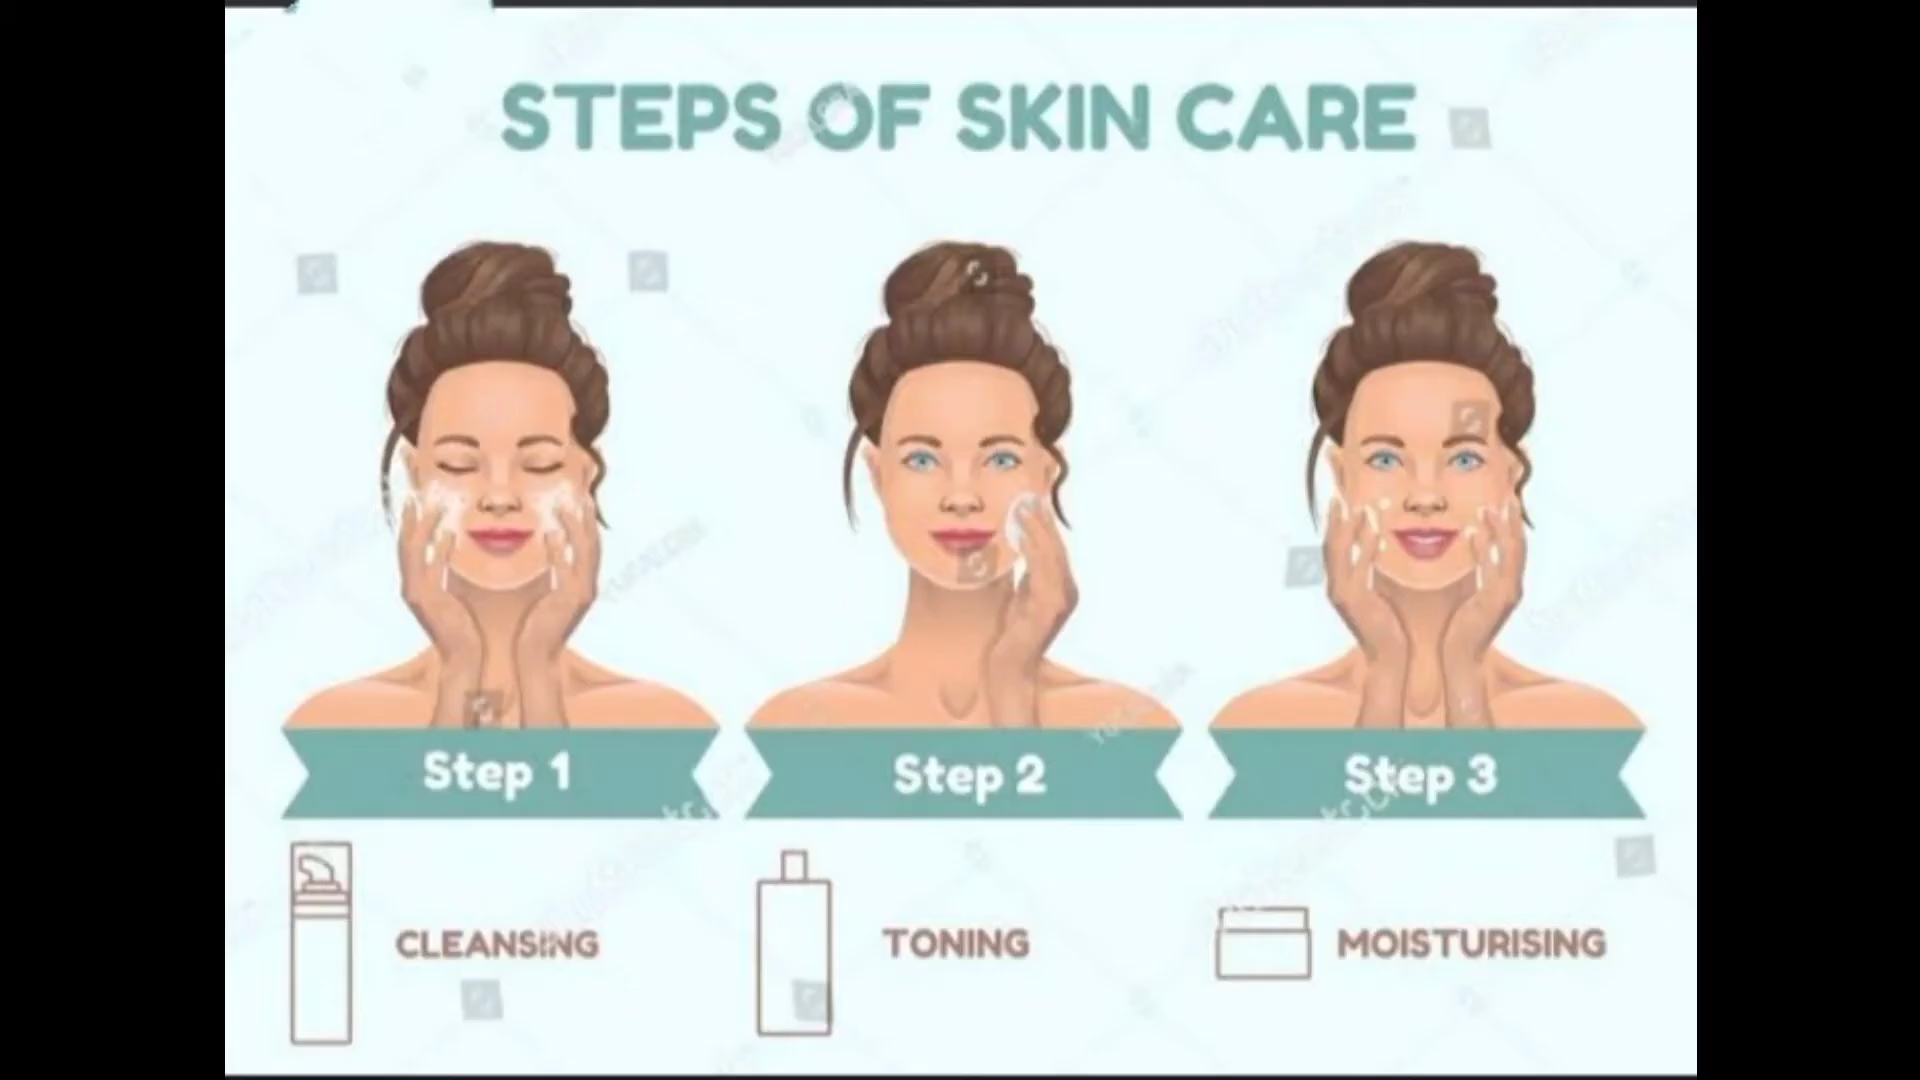 STEPS OF SKIN CARE
Step 1
Step 2
Step 3
CLEANSING
TONING
MOISTURISING